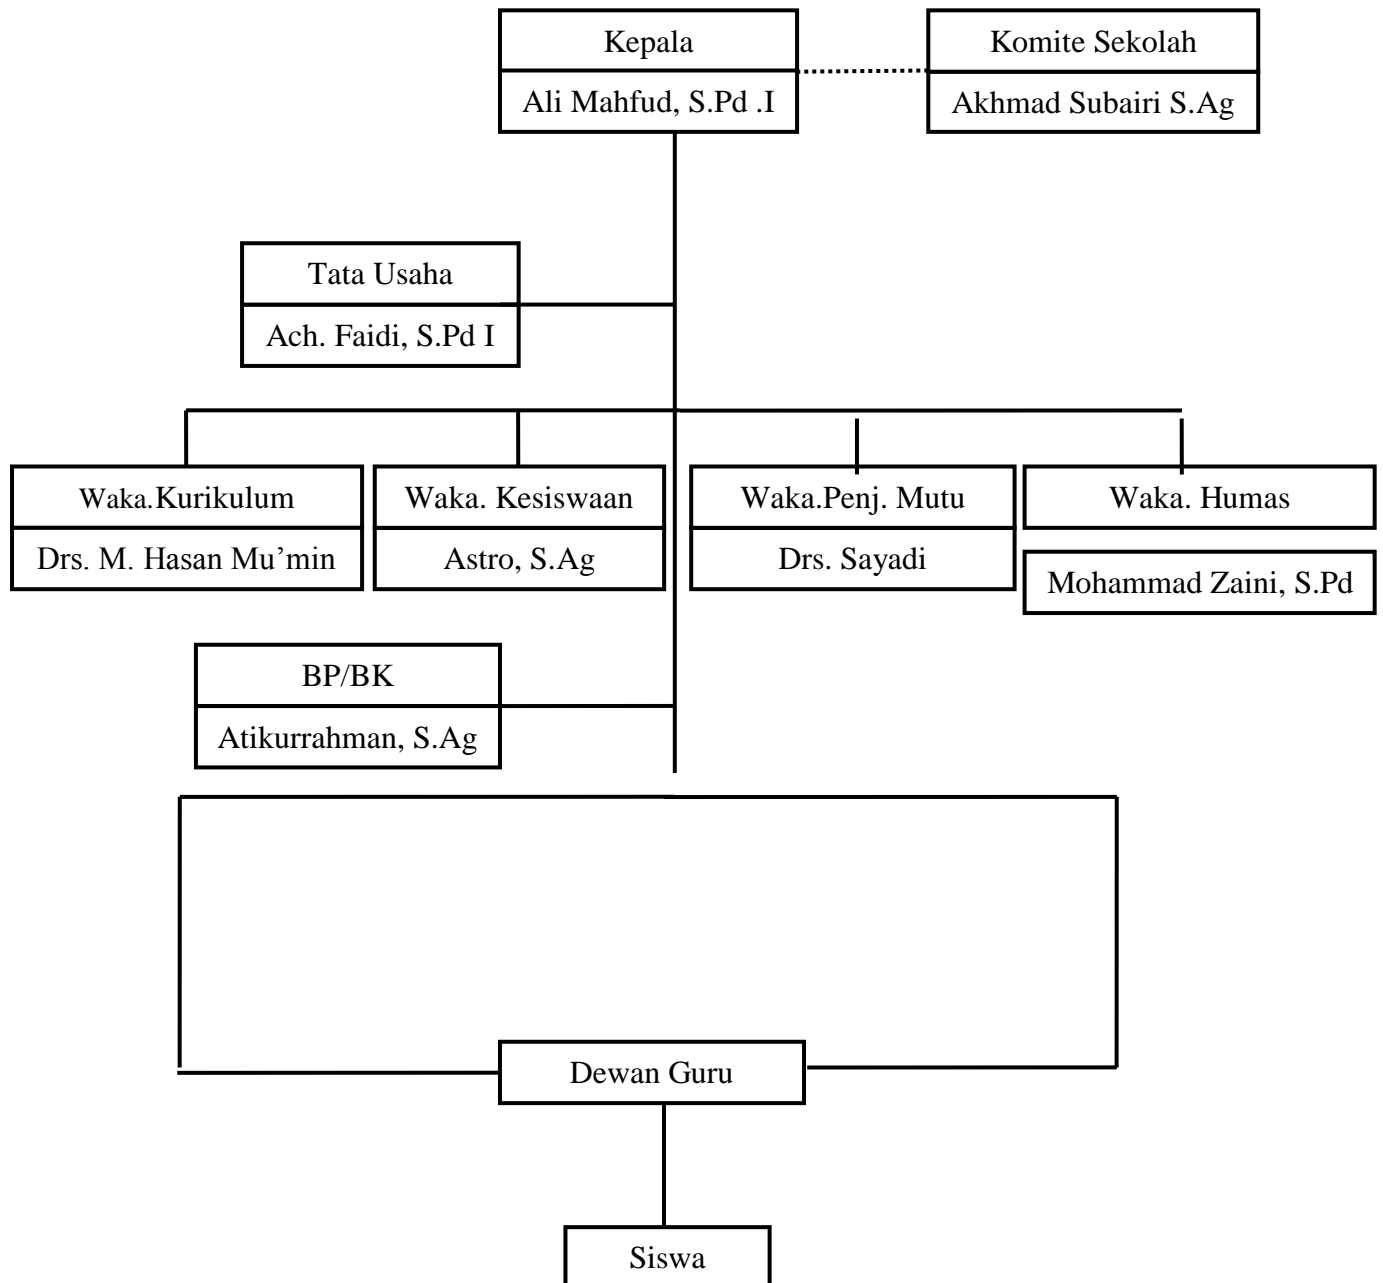 Kepala
Komite Sekolah
Ali Mahfud, S.Pd .I
Akhmad Subairi S.Ag
Tata Usaha
Ach. Faidi, S.Pd I
Waka.Kurikulum
Waka. Kesiswaan
Waka.Penj. Mutu
Waka. Humas
Drs. M. Hasan Mu’min
Astro, S.Ag
Drs. Sayadi
Mohammad Zaini, S.Pd
BP/BK
Atikurrahman, S.Ag
Dewan Guru
Siswa